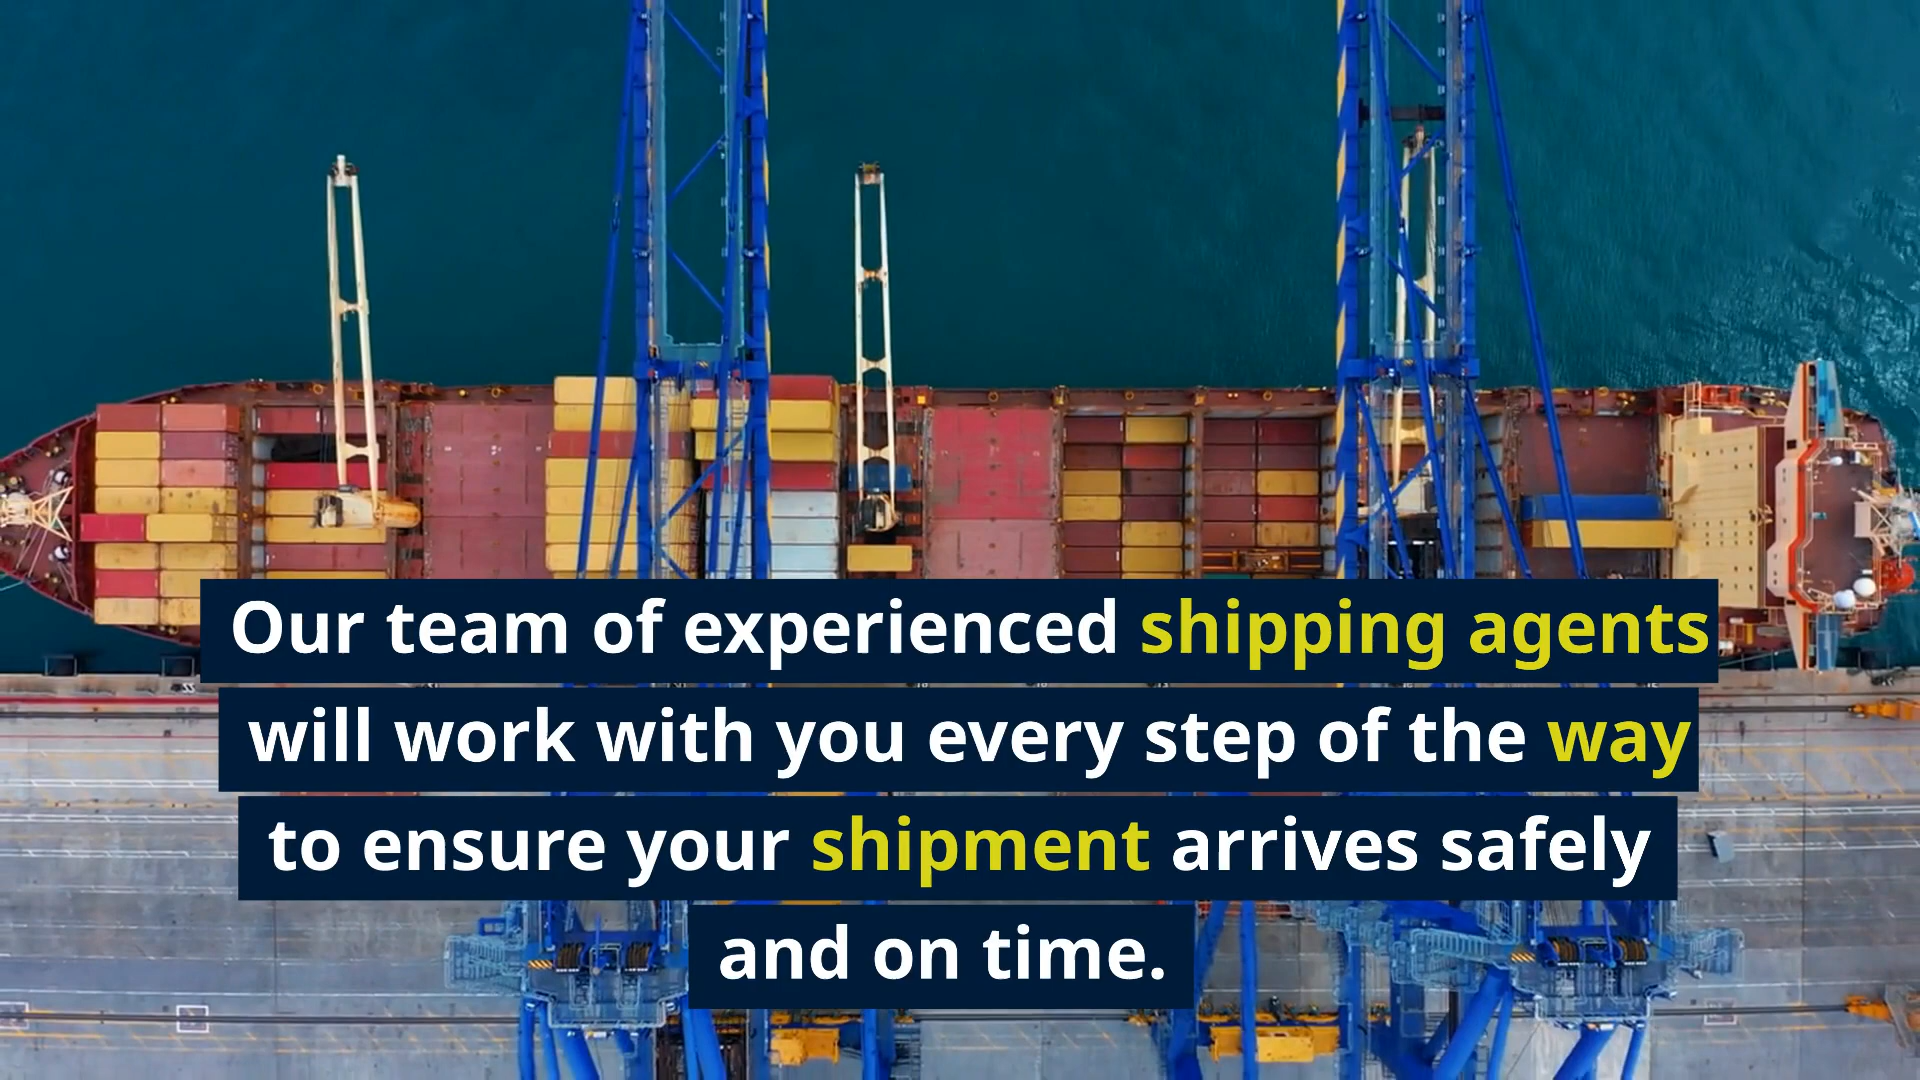 Our team of experienced shipping agents
will work with you every step of the way
to ensure your shipment arrives safely
and on time.